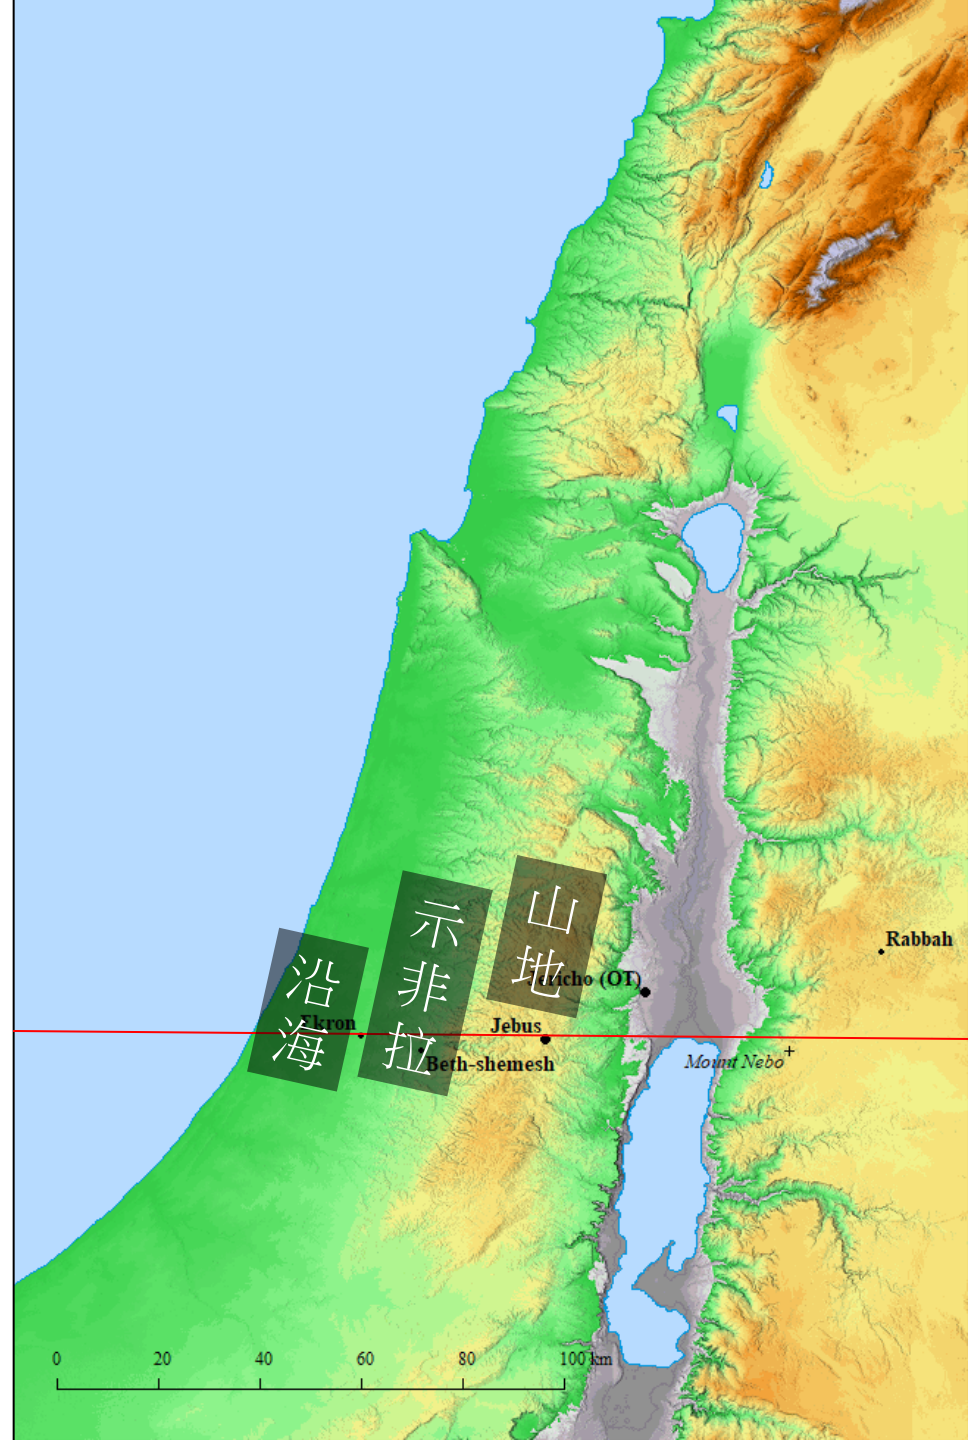 山地
示非拉
沿海
Rabbah
Jericho (OT)
Ekron
Jebus
Beth-shemesh
Mount Nebo
0 20 40 60 80 100 km